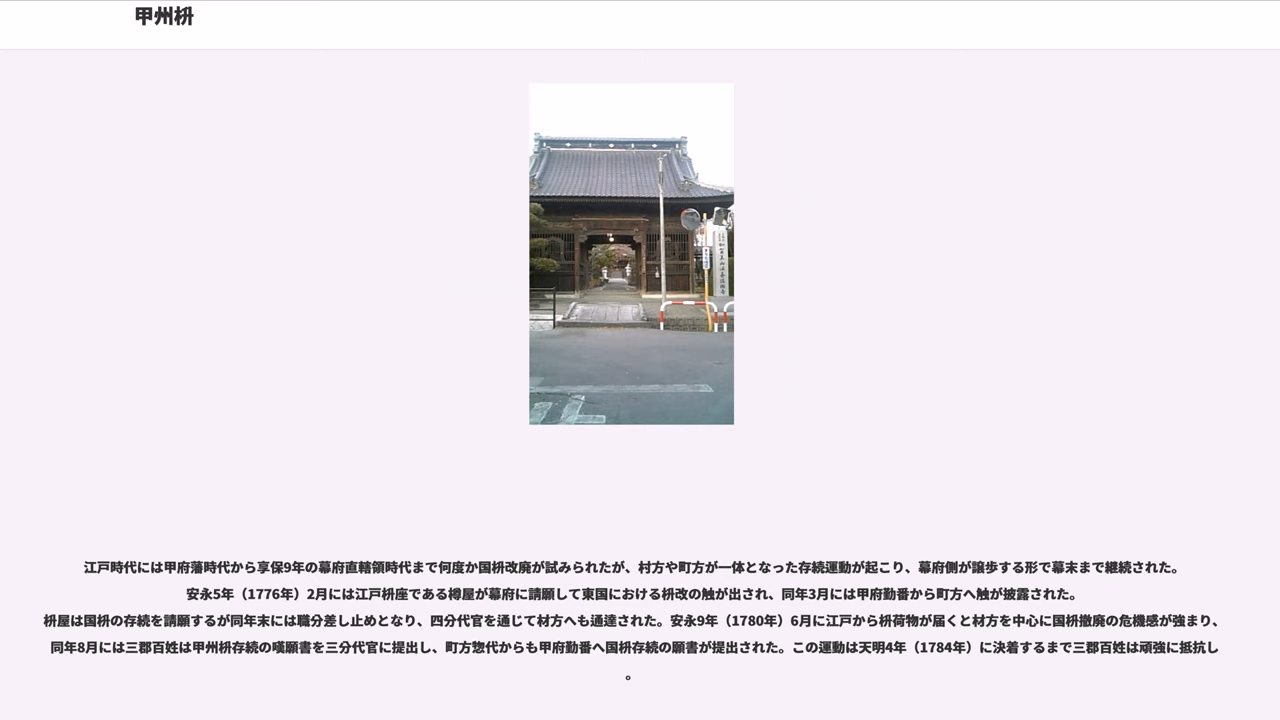 甲州枡
江戸時代には甲府藩時代から享保9年の幕府直轄領時代まで何度か国枡改廃が試みられたが、村方や町方が一体となった存続運動が起こり、幕府側が譲歩する形で幕末まで継続された。
安永5年（1776年）2月には江戸枡座である樽屋が幕府に請願して東国における枡改の触が出され、同年3月には甲府勤番から町方へ触が披露された。
枡屋は国枡の存続を請願するが同年末には職分差し止めとなり、四分代官を通じて材方へも通達された。安永9年（1780年）6月に江戸から枡荷物が届くと材方を中心に国枡撤廃の危機感が強まり、
同年8月には三郡百姓は甲州枡存続の嘆願書を三分代官に提出し、町方惣代からも甲府勤番へ国枡存続の願書が提出された。この運動は天明4年（1784年）に決着するまで三郡百姓は頑強に抵抗し
。